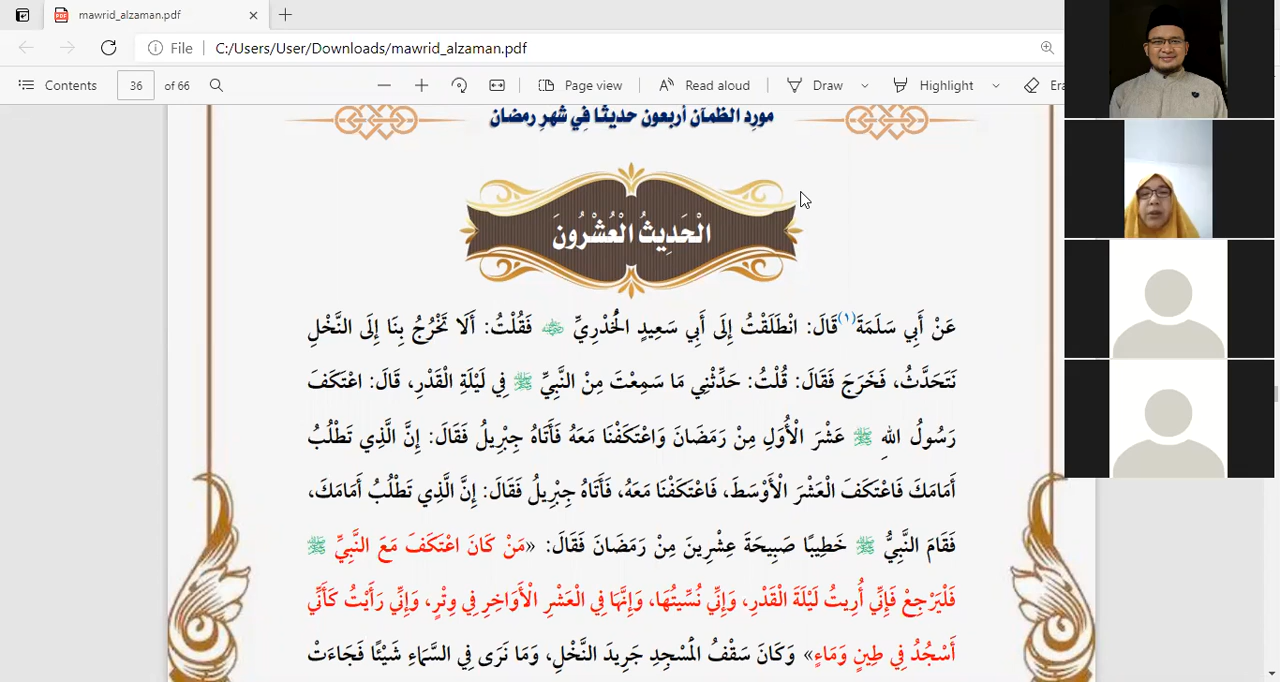 mawrid_alzaman.pdf
File
C:/Users/User/Downloads/mawrid_alzaman.pdf
Contents
36
of 66
Page view
Read aloud
Draw
Highlight
Era
مورد الظمآن أربعون حديثًا في شهر رمضان
الْحَدِيثُ الْعُشْرُونَ
عَنْ أَبِي سَلَمَةَ(١) قَالَ: انْطَلَقْتُ إِلَى أَبِي سَعِيدٍ الْخُدْرِيِّ ﵁ فَقُلْتُ: أَلَا تَخْرُجُ بِنَا إِلَى النَّخْلِ
نَتَحَدَّثُ، فَخَرَجَ فَقَالَ: قُلْتُ: حَدِّثْنِي مَا سَمِعْتَ مِنْ النَّبِيِّ ﷺ فِي لَيْلَةِ الْقَدْرِ، قَالَ: اعْتَكَفَ
رَسُولُ اللهِ ﷺ عَشْرَ الْأُوَلِ مِنْ رَمَضَانَ وَاعْتَكَفْنَا مَعَهُ فَأَتَاهُ جِبْرِيلُ فَقَالَ: إِنَّ الَّذِي تَطْلُبُ
أَمَامَكَ فَاعْتَكَفَ الْعَشْرَ الْأَوْسَطَ، فَاعْتَكَفْنَا مَعَهُ، فَأَتَاهُ جِبْرِيلُ فَقَالَ: إِنَّ الَّذِي تَطْلُبُ أَمَامَكَ،
فَقَامَ النَّبِيُّ ﷺ خَطِيبًا صَبِيحَةَ عِشْرِينَ مِنْ رَمَضَانَ فَقَالَ: «مَنْ كَانَ اعْتَكَفَ مَعَ النَّبِيِّ ﷺ
فَلْيَرْجِعْ فَإِنِّي أُرِيتُ لَيْلَةَ الْقَدْرِ، وَإِنِّي نُسِّيتُهَا، وَإِنَّهَا فِي الْعَشْرِ الْأَوَاخِرِ فِي وِتْرٍ، وَإِنِّي رَأَيْتُ كَأَنِّي
أَسْجُدُ فِي طِينٍ وَمَاءٍ» وَكَانَ سَقْفُ الْمَسْجِدِ جَرِيدَ النَّخْلِ، وَمَا نَرَى فِي السَّمَاءِ شَيْئًا فَجَاءَتْ